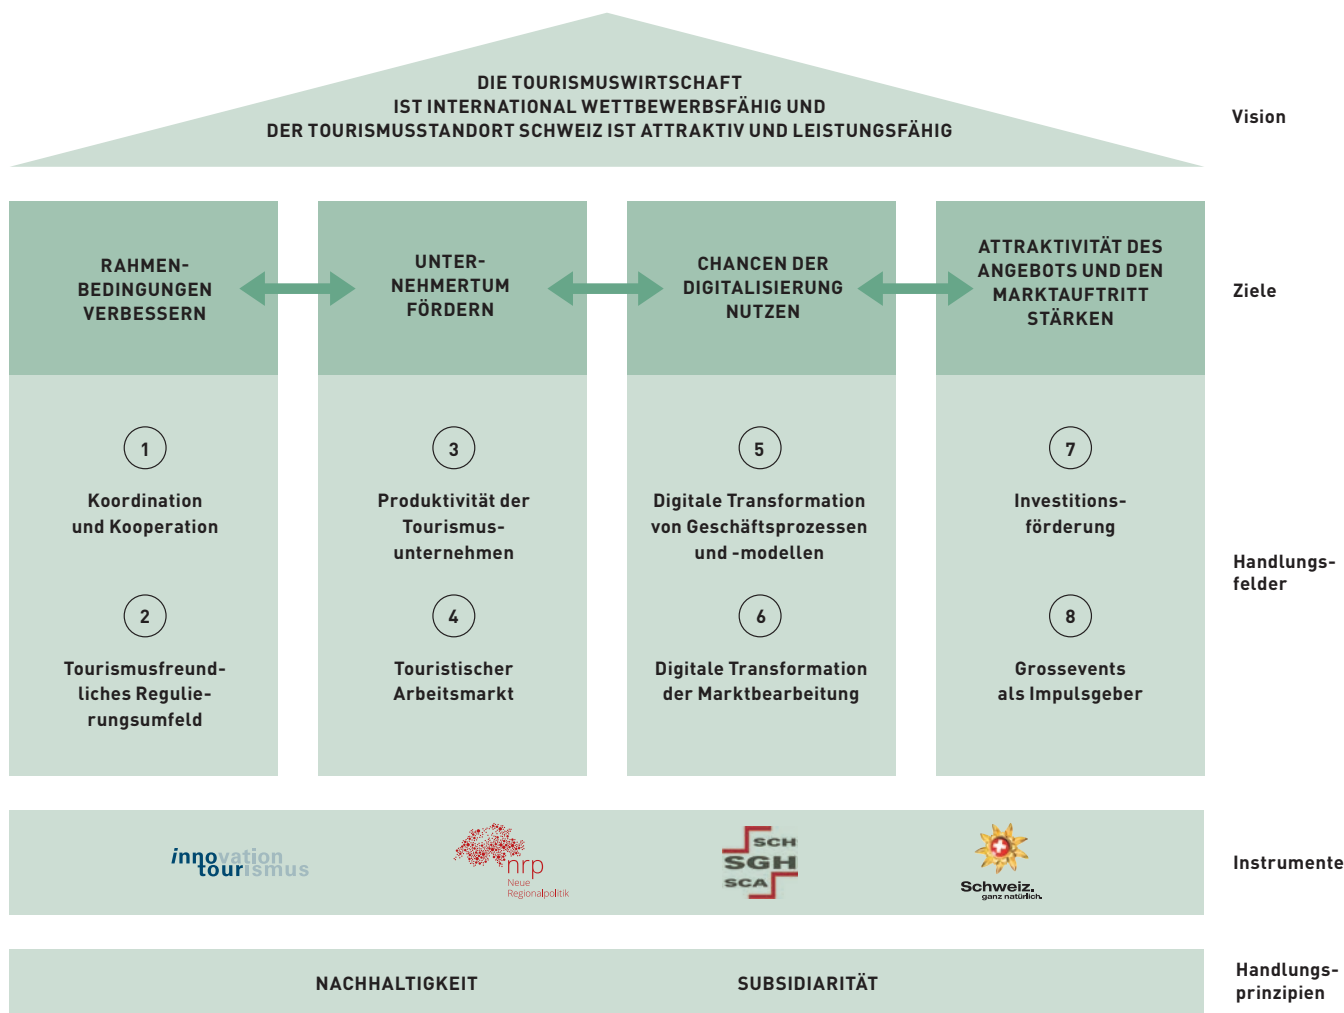 DIE TOURISMUSWIRTSCHAFT
IST INTERNATIONAL WETTBEWERBSFÄHIG UND
DER TOURISMUSSTANDORT SCHWEIZ IST ATTRAKTIV UND LEISTUNGSFÄHIG
Vision
RAHMEN-
BEDINGUNGEN
VERBESSERN
UNTER-
NEHMERTUM
FÖRDERN
CHANCEN DER
DIGITALISIERUNG
NUTZEN
ATTRAKTIVITÄT DES
ANGEBOTS UND DEN
MARKTAUFTRITT
STÄRKEN
Ziele
1
Koordination
und Kooperation
2
Tourismusfreund-
liches Regulie-
rungsumfeld
3
Produktivität der
Tourismus-
unternehmen
4
Touristischer
Arbeitsmarkt
5
Digitale Transformation
von Geschäftsprozessen
und -modellen
6
Digitale Transformation
der Marktbearbeitung
7
Investitions-
förderung
8
Grossevents
als Impulsgeber
Handlungs-
felder
innovation
tourismus
nrp
Neue
Regionalpolitik
SCH
SGH
SCA
Schweiz.
ganz natürlich.
Instrumente
NACHHALTIGKEIT
SUBSIDIARITÄT
Handlungs-
prinzipien